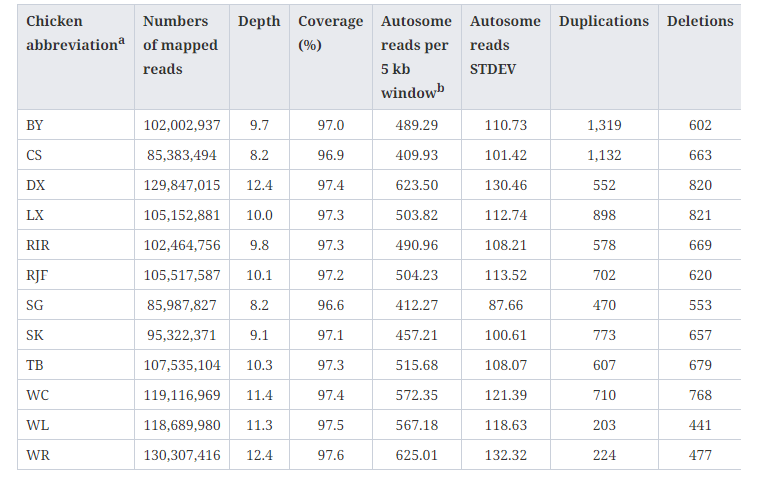 Chicken abbreviationa Numbers of mapped reads Depth Coverage (%) Autosome reads per 5 kb windowb Autosome reads STDEV Duplications Deletions
BY 102,002,937 9.7 97.0 489.29 110.73 1,319 602
CS 85,383,494 8.2 96.9 409.93 101.42 1,132 663
DX 129,847,015 12.4 97.4 623.50 130.46 552 820
LX 105,152,881 10.0 97.3 503.82 112.74 898 821
RIR 102,464,756 9.8 97.3 490.96 108.21 578 669
RJF 105,517,587 10.1 97.2 504.23 113.52 702 620
SG 85,987,827 8.2 96.6 412.27 87.66 470 553
SK 95,322,371 9.1 97.1 457.21 100.61 773 657
TB 107,535,104 10.3 97.3 515.68 108.07 607 679
WC 119,116,969 11.4 97.4 572.35 121.39 710 768
WL 118,689,980 11.3 97.5 567.18 118.63 203 441
WR 130,307,416 12.4 97.6 625.01 132.32 224 477